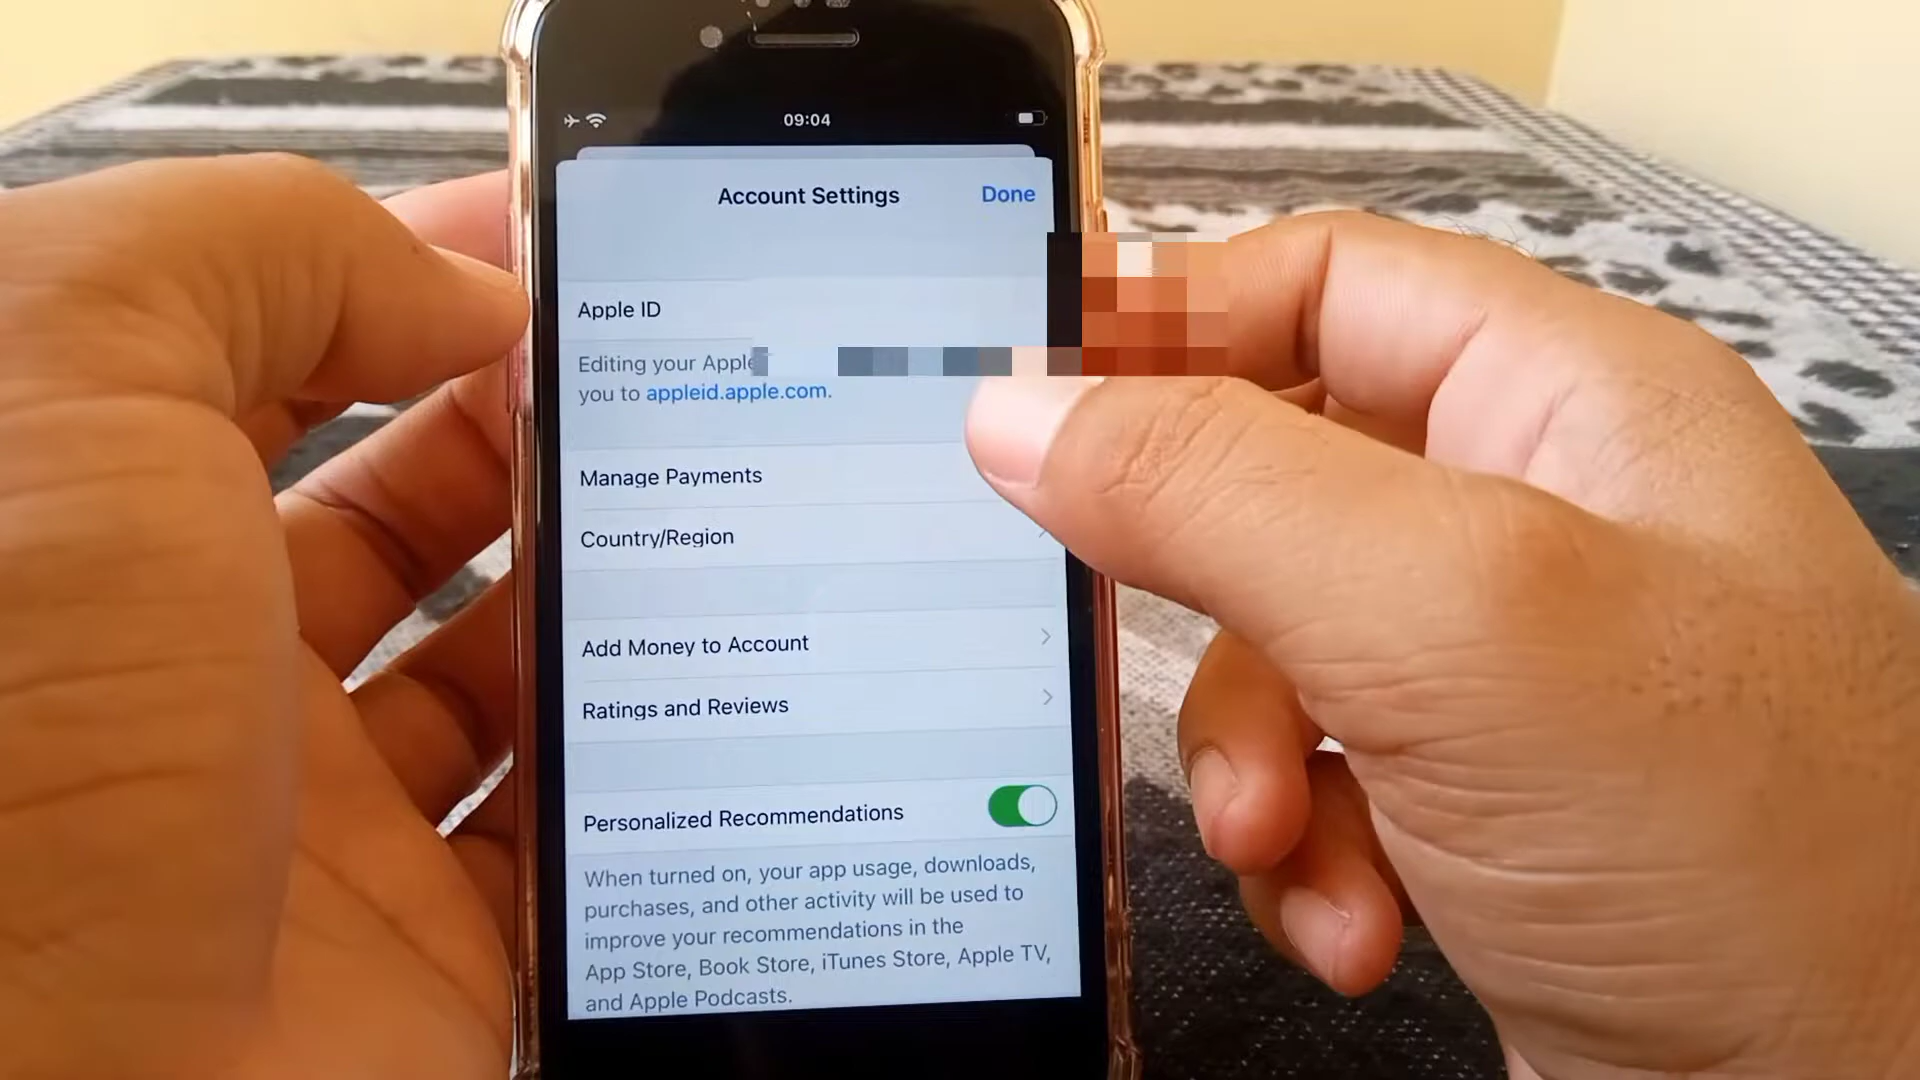 09:04
Account Settings
Done
Apple ID
Editing your Apple
you to appleid.apple.com.
Manage Payments
Country/Region
Add Money to Account
Ratings and Reviews
Personalized Recommendations
When turned on, your app usage, downloads,
purchases, and other activity will be used to
improve your recommendations in the
App Store, Book Store, iTunes Store, Apple TV,
and Apple Podcasts.